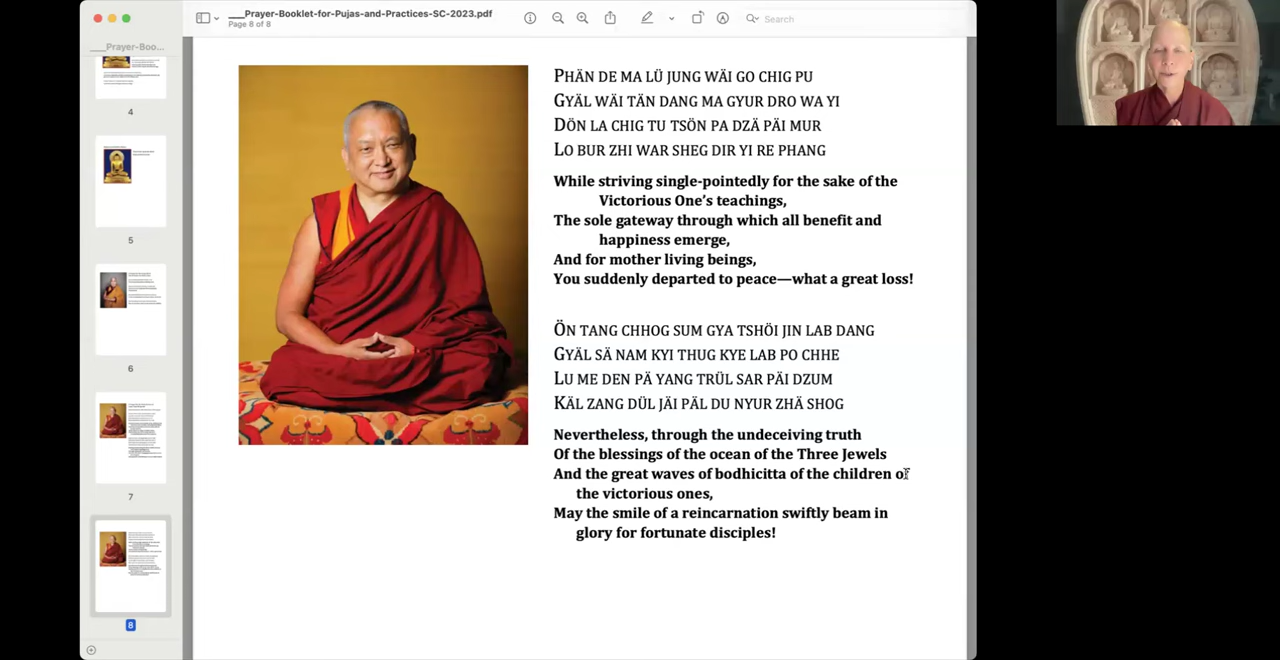 ___Prayer-Booklet-for-Pujas-and-Practices-SC-2023.pdf
Page 8 of 8
Search
___Prayer-Boo...
4
5
6
7
8
PHÄN DE MA LÜ JUNG WÄI GO CHIG PU
GYÄL WÄI TÄN DANG MA GYUR DRO WA YI
DÖN LA CHIG TU TSÖN PA DZÄ PÄI MUR
LO BUR ZHI WAR SHEG DIR YI RE PHANG
While striving single-pointedly for the sake of the
Victorious One's teachings,
The sole gateway through which all benefit and
happiness emerge,
And for mother living beings,
You suddenly departed to peace—what a great loss!
ÖN TANG CHHOG SUM GYA TSHÖI JIN LAB DANG
GYÄL SÄ NAM KYI THUG KYE LAB PO CHHE
LU ME DEN PÄ YANG TRÜL SAR PÄI DZUM
KÄL ZANG DÜL JÄI PÄL DU NYUR ZHÄ SHOG
Nevertheless, through the undeceiving truth
Of the blessings of the ocean of the Three Jewels
And the great waves of bodhicitta of the children of
the victorious ones,
May the smile of a reincarnation swiftly beam in
glory for fortunate disciples!